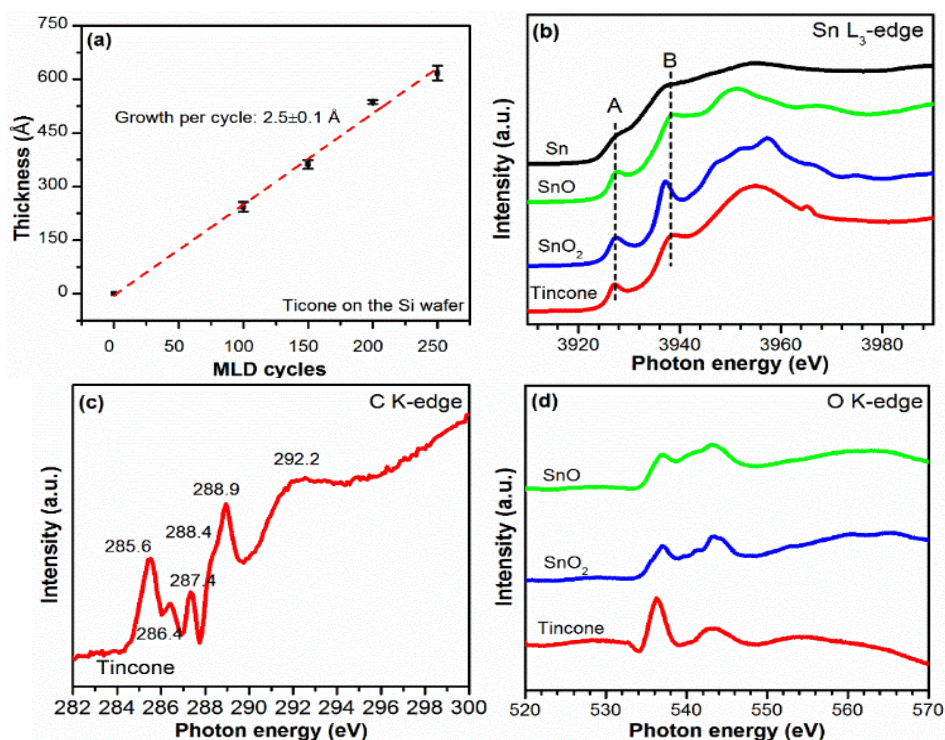 (a)
Thickness (Å)
750
600
450
300
150
0
Growth per cycle: 2.5±0.1 Å
Ticone on the Si wafer
0 50 100 150 200 250
MLD cycles
(b)
Sn L₃-edge
Intensity (a.u.)
A
B
Sn
SnO
SnO₂
Tincone
3920 3940 3960 3980
Photon energy (eV)
(c)
C K-edge
Intensity (a.u.)
285.6
286.4
287.4
288.4
288.9
292.2
Tincone
282 284 286 288 290 292 294 296 298 300
Photon energy (eV)
(d)
O K-edge
Intensity (a.u.)
SnO
SnO₂
Tincone
520 530 540 550 560 570
Photon energy (eV)